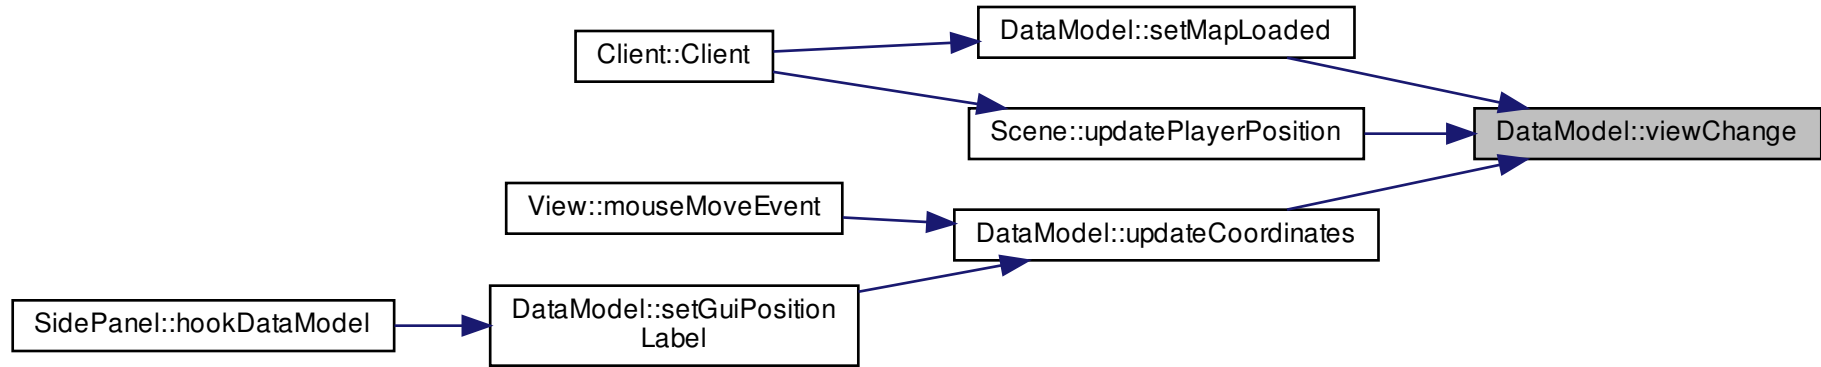 DataModel::setMapLoaded
Client::Client
Scene::updatePlayerPosition
DataModel::viewChange
View::mouseMoveEvent
DataModel::updateCoordinates
DataModel::setGuiPosition
Label
SidePanel::hookDataModel